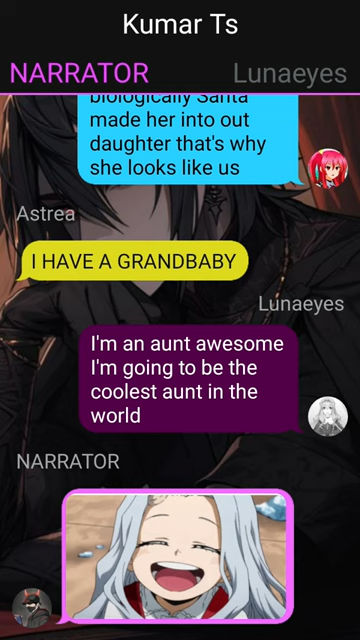 Kumar Ts
NARRATOR Lunaeyes
biologically Santa
made her into out
daughter that's why
she looks like us
Astrea
I HAVE A GRANDBABY
Lunaeyes
I'm an aunt awesome
I'm going to be the
coolest aunt in the
world
NARRATOR